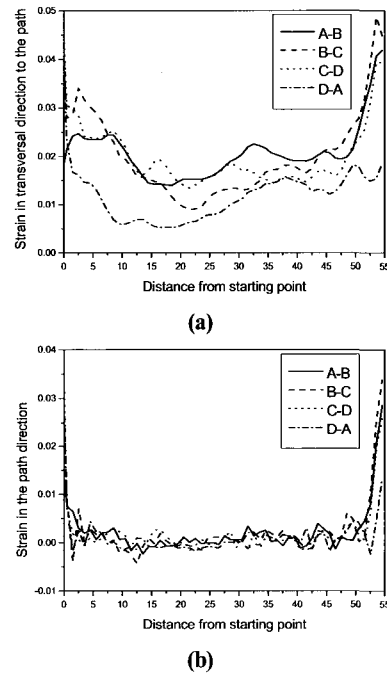 0.05
0.04
0.03
0.02
0.01
0.00
Strain in transversal direction to the path
A-B
B-C
C-D
D-A
0 5 10 15 20 25 30 35 40 45 50 55
Distance from starting point
(a)
0.04
0.03
0.02
0.01
0.00
-0.01
Strain in the path direction
A-B
B-C
C-D
D-A
0 5 10 15 20 25 30 35 40 45 50 55
Distance from starting point
(b)